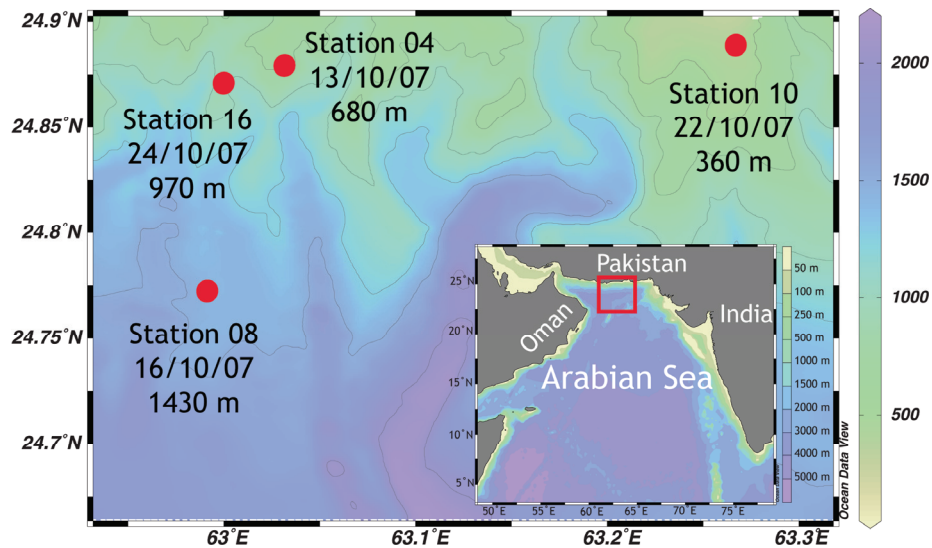 24.9˚N
24.85˚N
24.8˚N
24.75˚N
24.7˚N
63˚E
63.1˚E
63.2˚E
63.3˚E
Station 04
13/10/07
680 m
Station 16
24/10/07
970 m
Station 10
22/10/07
360 m
Station 08
16/10/07
1430 m
Pakistan
India
Oman
Arabian Sea
25˚N
20˚N
15˚N
10˚N
5˚N
50˚E
55˚E
60˚E
65˚E
70˚E
75˚E
50 m
100 m
250 m
500 m
1000 m
2000 m
3000 m
4000 m
5000 m
Ocean Data View
2000
1500
1000
500